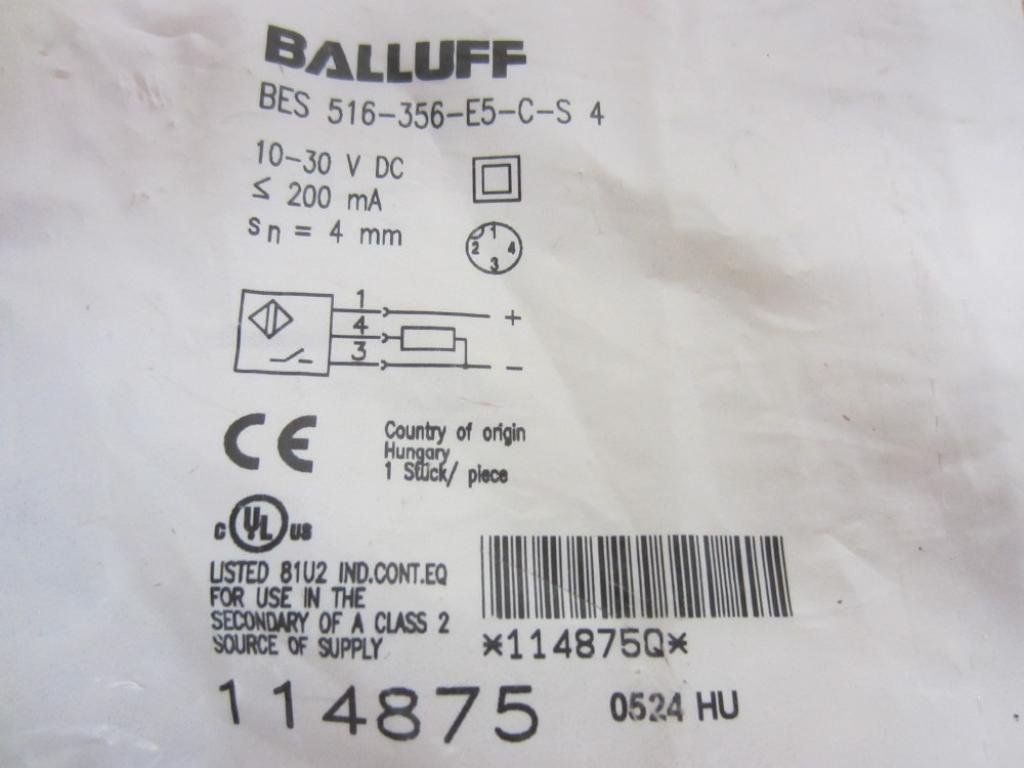 BALLUFF
BES 516-356-E5-C-S 4
10-30 V DC
≤ 200 mA
sn = 4 mm
1
2 4
3
1
+
4
3
-
CE
Country of origin
Hungary
1 Stück/ piece
c UL us
LISTED 81U2 IND.CONT.EQ
FOR USE IN THE
SECONDARY OF A CLASS 2
SOURCE OF SUPPLY
*114875Q*
114875
0524 HU